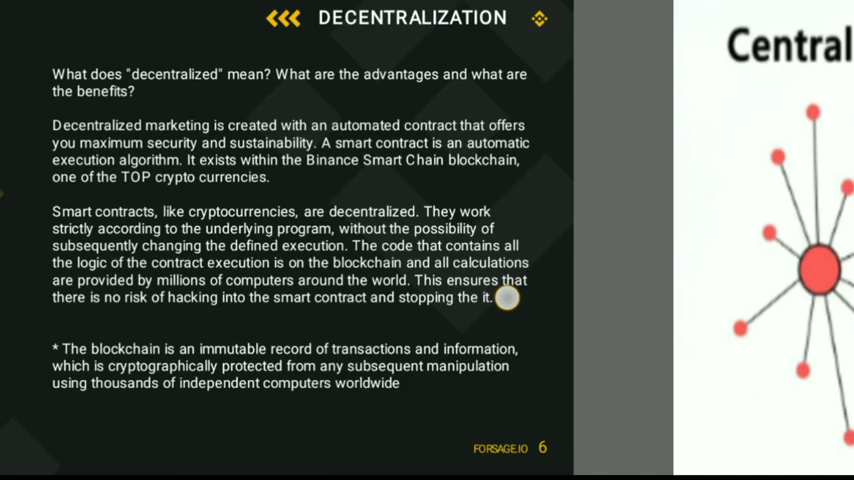 DECENTRALIZATION
What does "decentralized" mean? What are the advantages and what are
the benefits?
Decentralized marketing is created with an automated contract that offers
you maximum security and sustainability. A smart contract is an automatic
execution algorithm. It exists within the Binance Smart Chain blockchain,
one of the TOP crypto currencies.
Smart contracts, like cryptocurrencies, are decentralized. They work
strictly according to the underlying program, without the possibility of
subsequently changing the defined execution. The code that contains all
the logic of the contract execution is on the blockchain and all calculations
are provided by millions of computers around the world. This ensures that
there is no risk of hacking into the smart contract and stopping the it.
* The blockchain is an immutable record of transactions and information,
which is cryptographically protected from any subsequent manipulation
using thousands of independent computers worldwide
FORSAGE.IO 6
Central